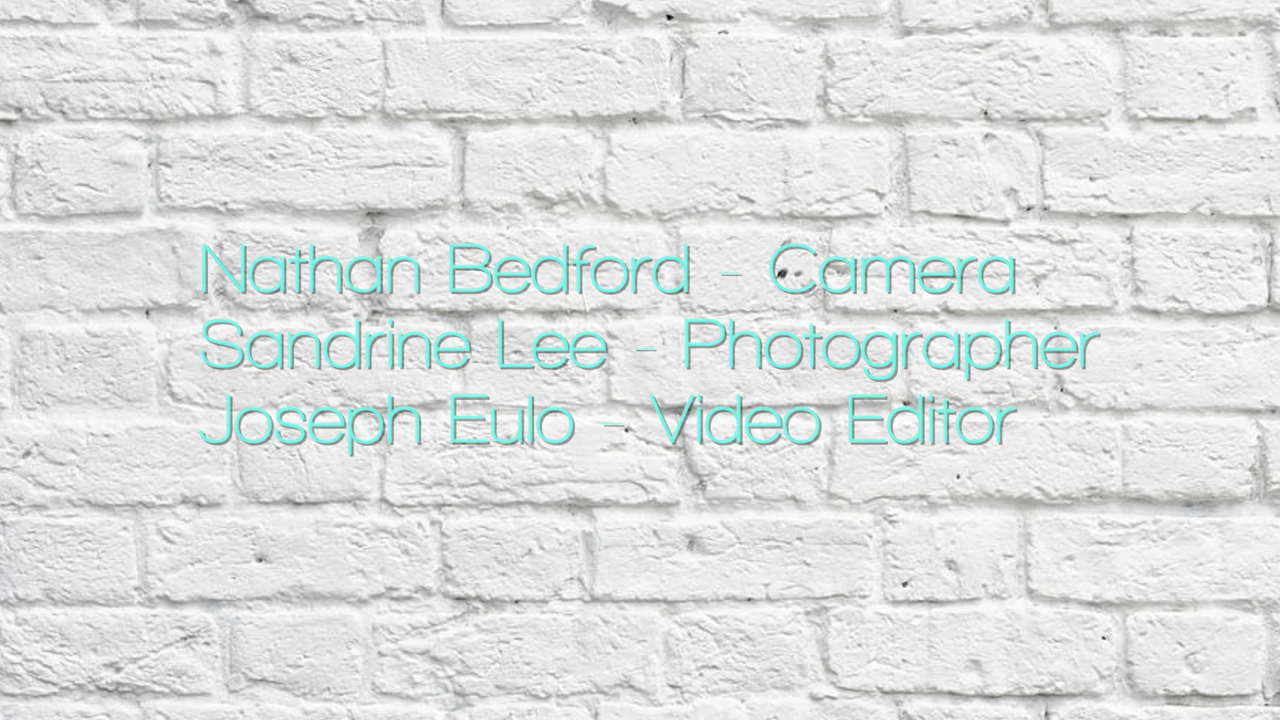 Nathan Bedford - Camera
Sandrine Lee - Photographer
Joseph Eulo - Video Editor